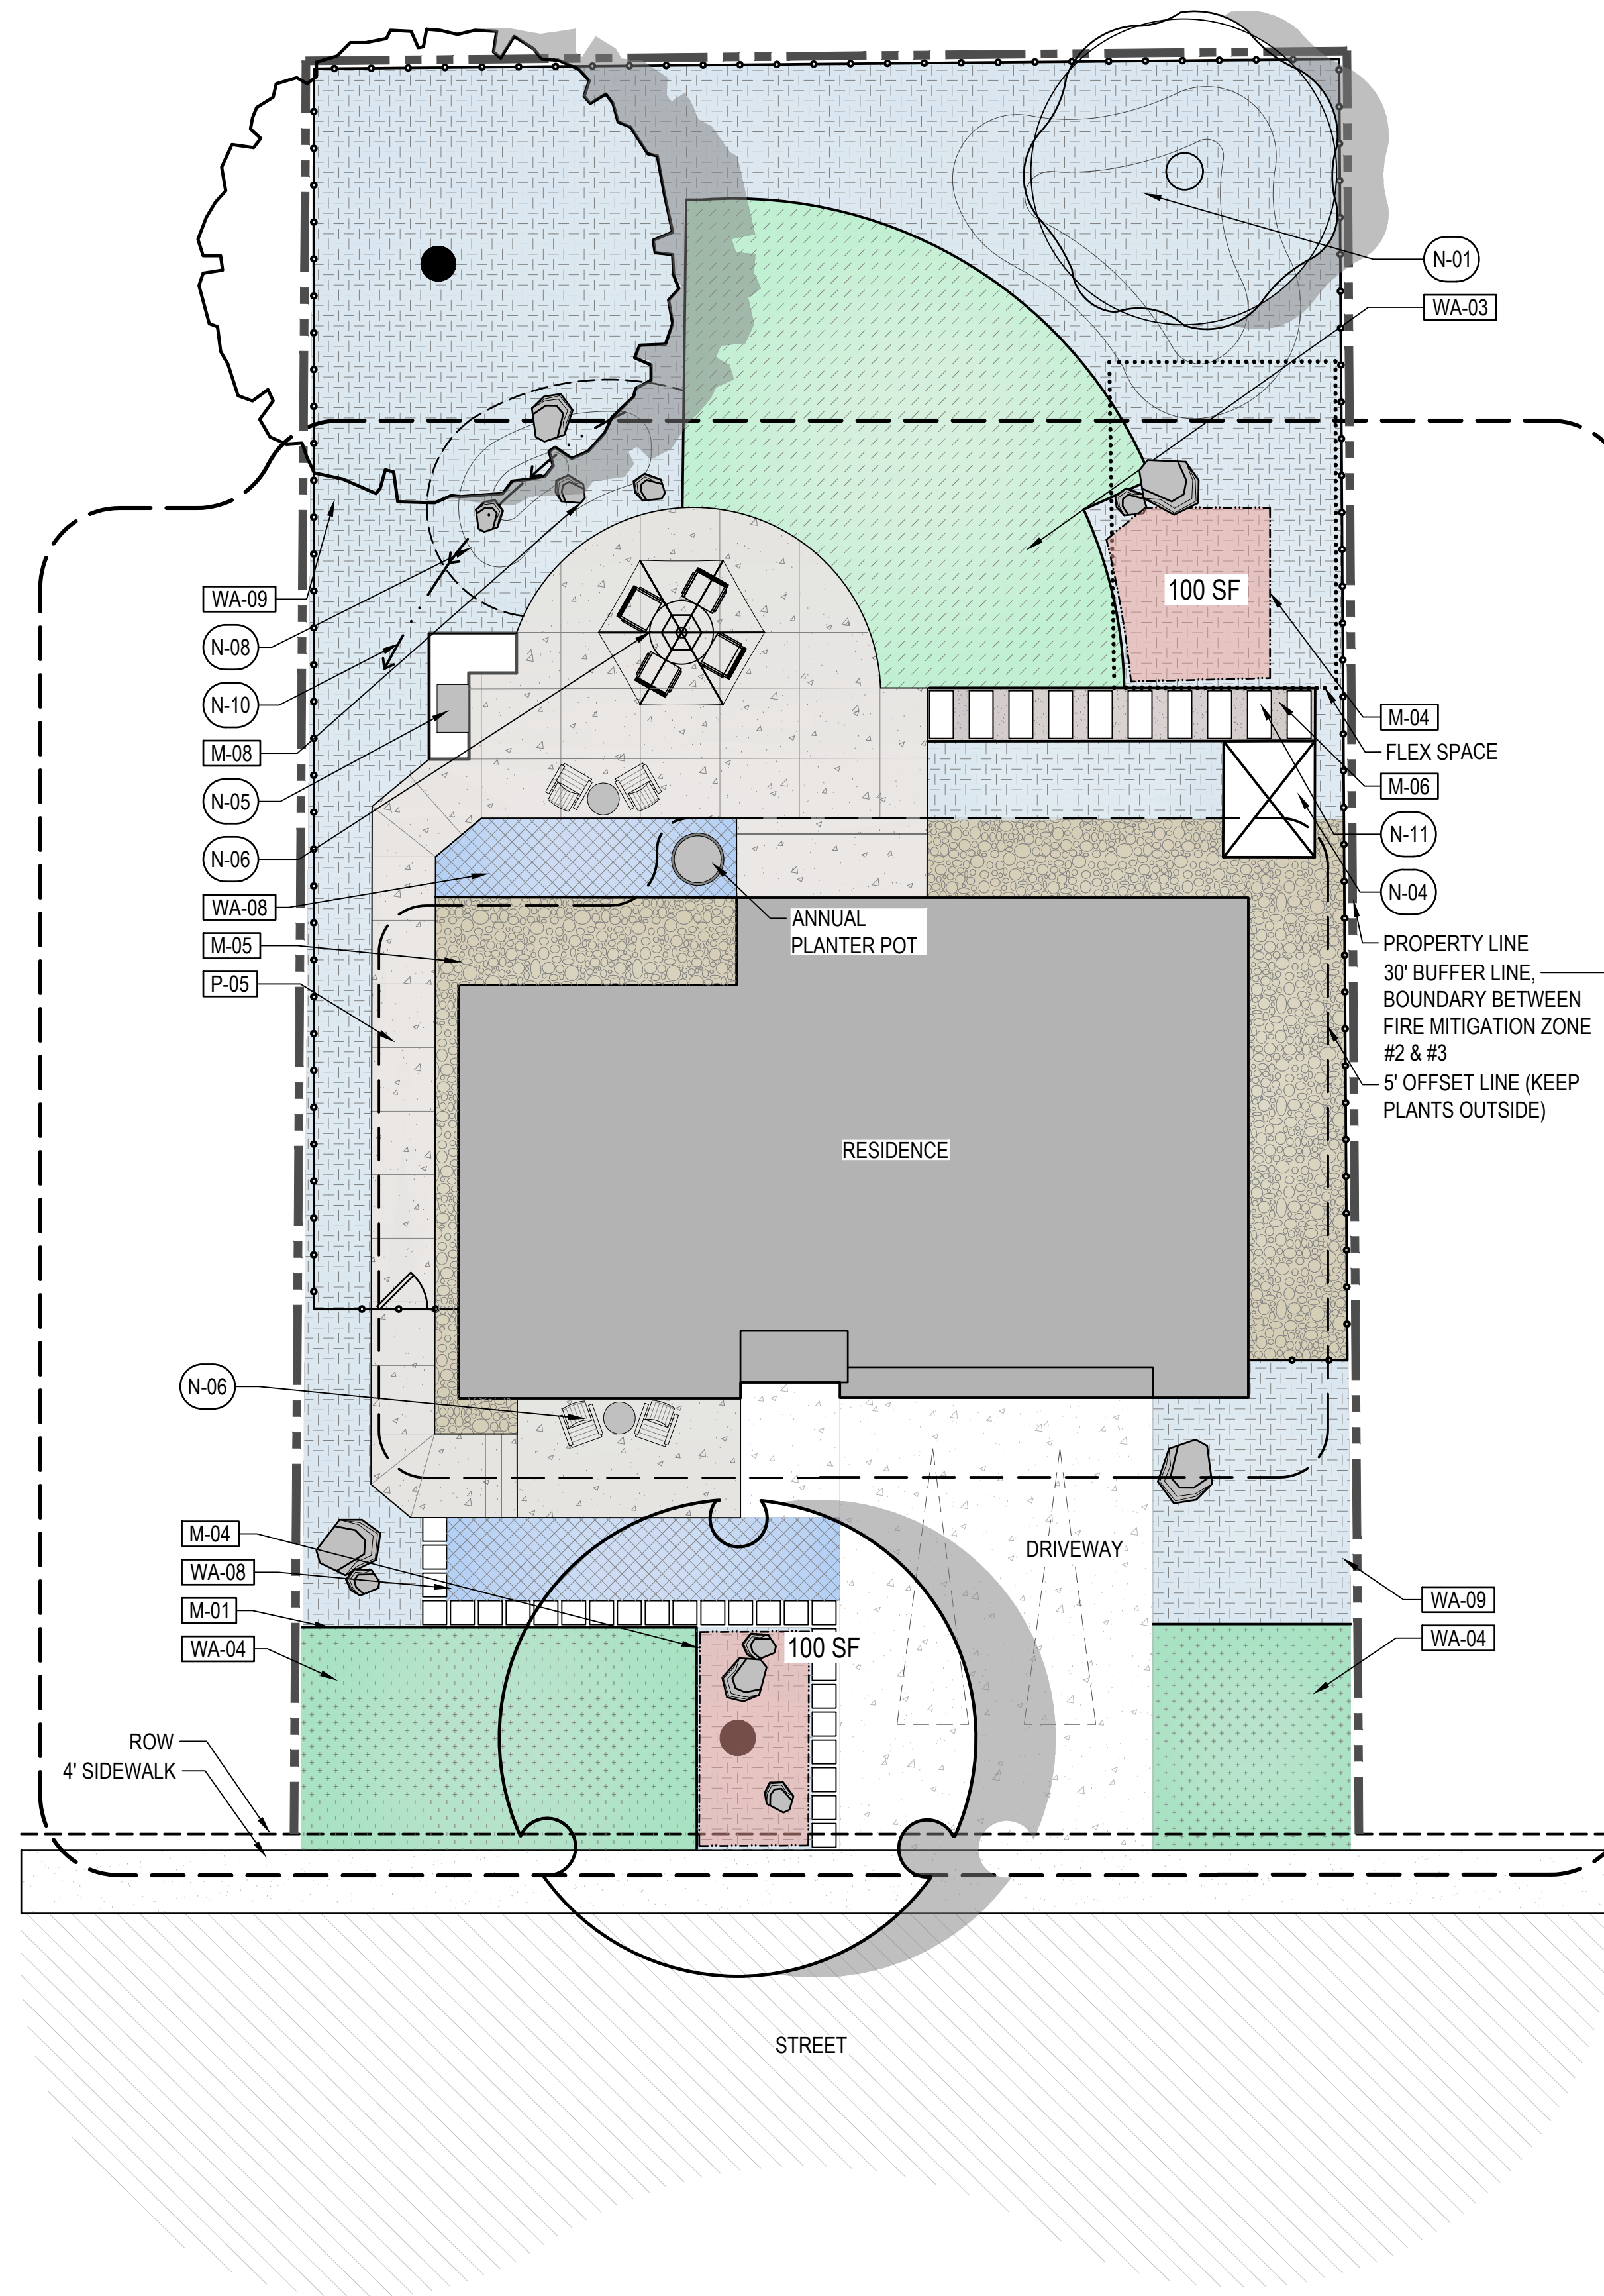 N-01
WA-03
WA-09
N-08
N-10
M-08
N-05
N-06
WA-08
M-05
P-05
100 SF
M-04
FLEX SPACE
M-06
N-11
N-04
ANNUAL
PLANTER POT
PROPERTY LINE
30' BUFFER LINE,
BOUNDARY BETWEEN
FIRE MITIGATION ZONE
#2 & #3
5' OFFSET LINE (KEEP
PLANTS OUTSIDE)
RESIDENCE
N-06
M-04
WA-08
M-01
WA-04
100 SF
DRIVEWAY
WA-09
WA-04
ROW
4' SIDEWALK
STREET